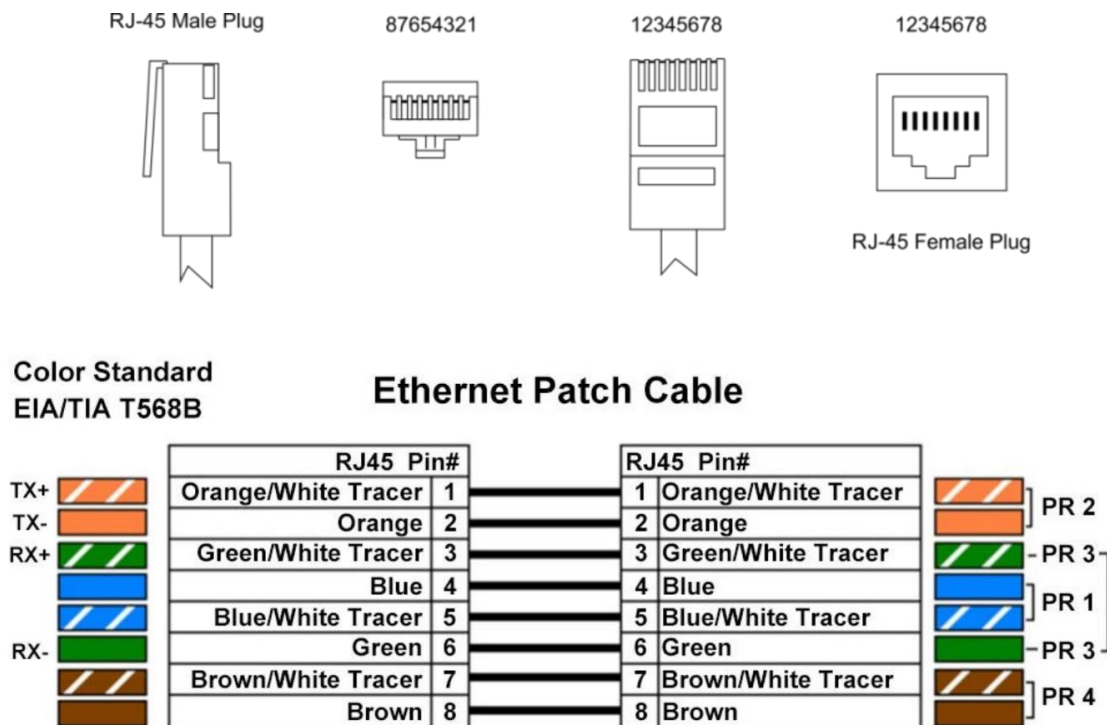 RJ-45 Male Plug
87654321
12345678
12345678
RJ-45 Female Plug
Color Standard
EIA/TIA T568B
Ethernet Patch Cable
RJ45 Pin#
RJ45 Pin#
TX+ Orange/White Tracer 1 1 Orange/White Tracer
TX- Orange 2 2 Orange
PR 2
RX+ Green/White Tracer 3 3 Green/White Tracer PR 3
Blue 4 4 Blue
PR 1
Blue/White Tracer 5 5 Blue/White Tracer
RX- Green 6 6 Green PR 3
Brown/White Tracer 7 7 Brown/White Tracer
PR 4
Brown 8 8 Brown